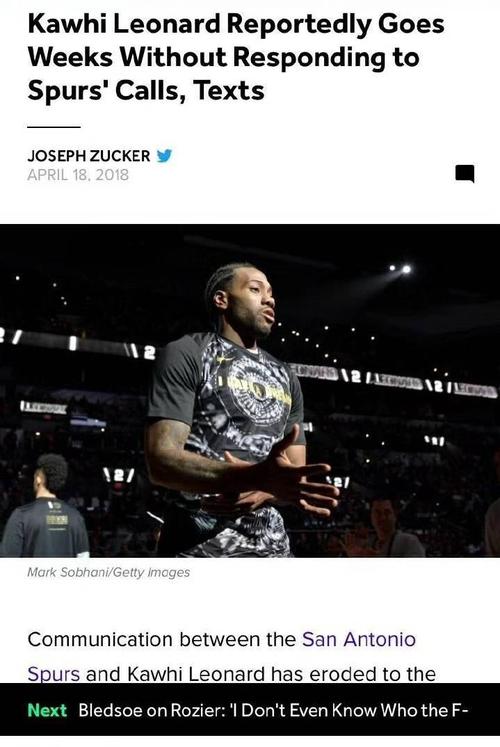 Kawhi Leonard Reportedly Goes
Weeks Without Responding to
Spurs' Calls, Texts
JOSEPH ZUCKER
APRIL 18, 2018
Mark Sobhani/Getty Images
Communication between the San Antonio
Spurs and Kawhi Leonard has eroded to the
Next Bledsoe on Rozier: 'I Don't Even Know Who the F-